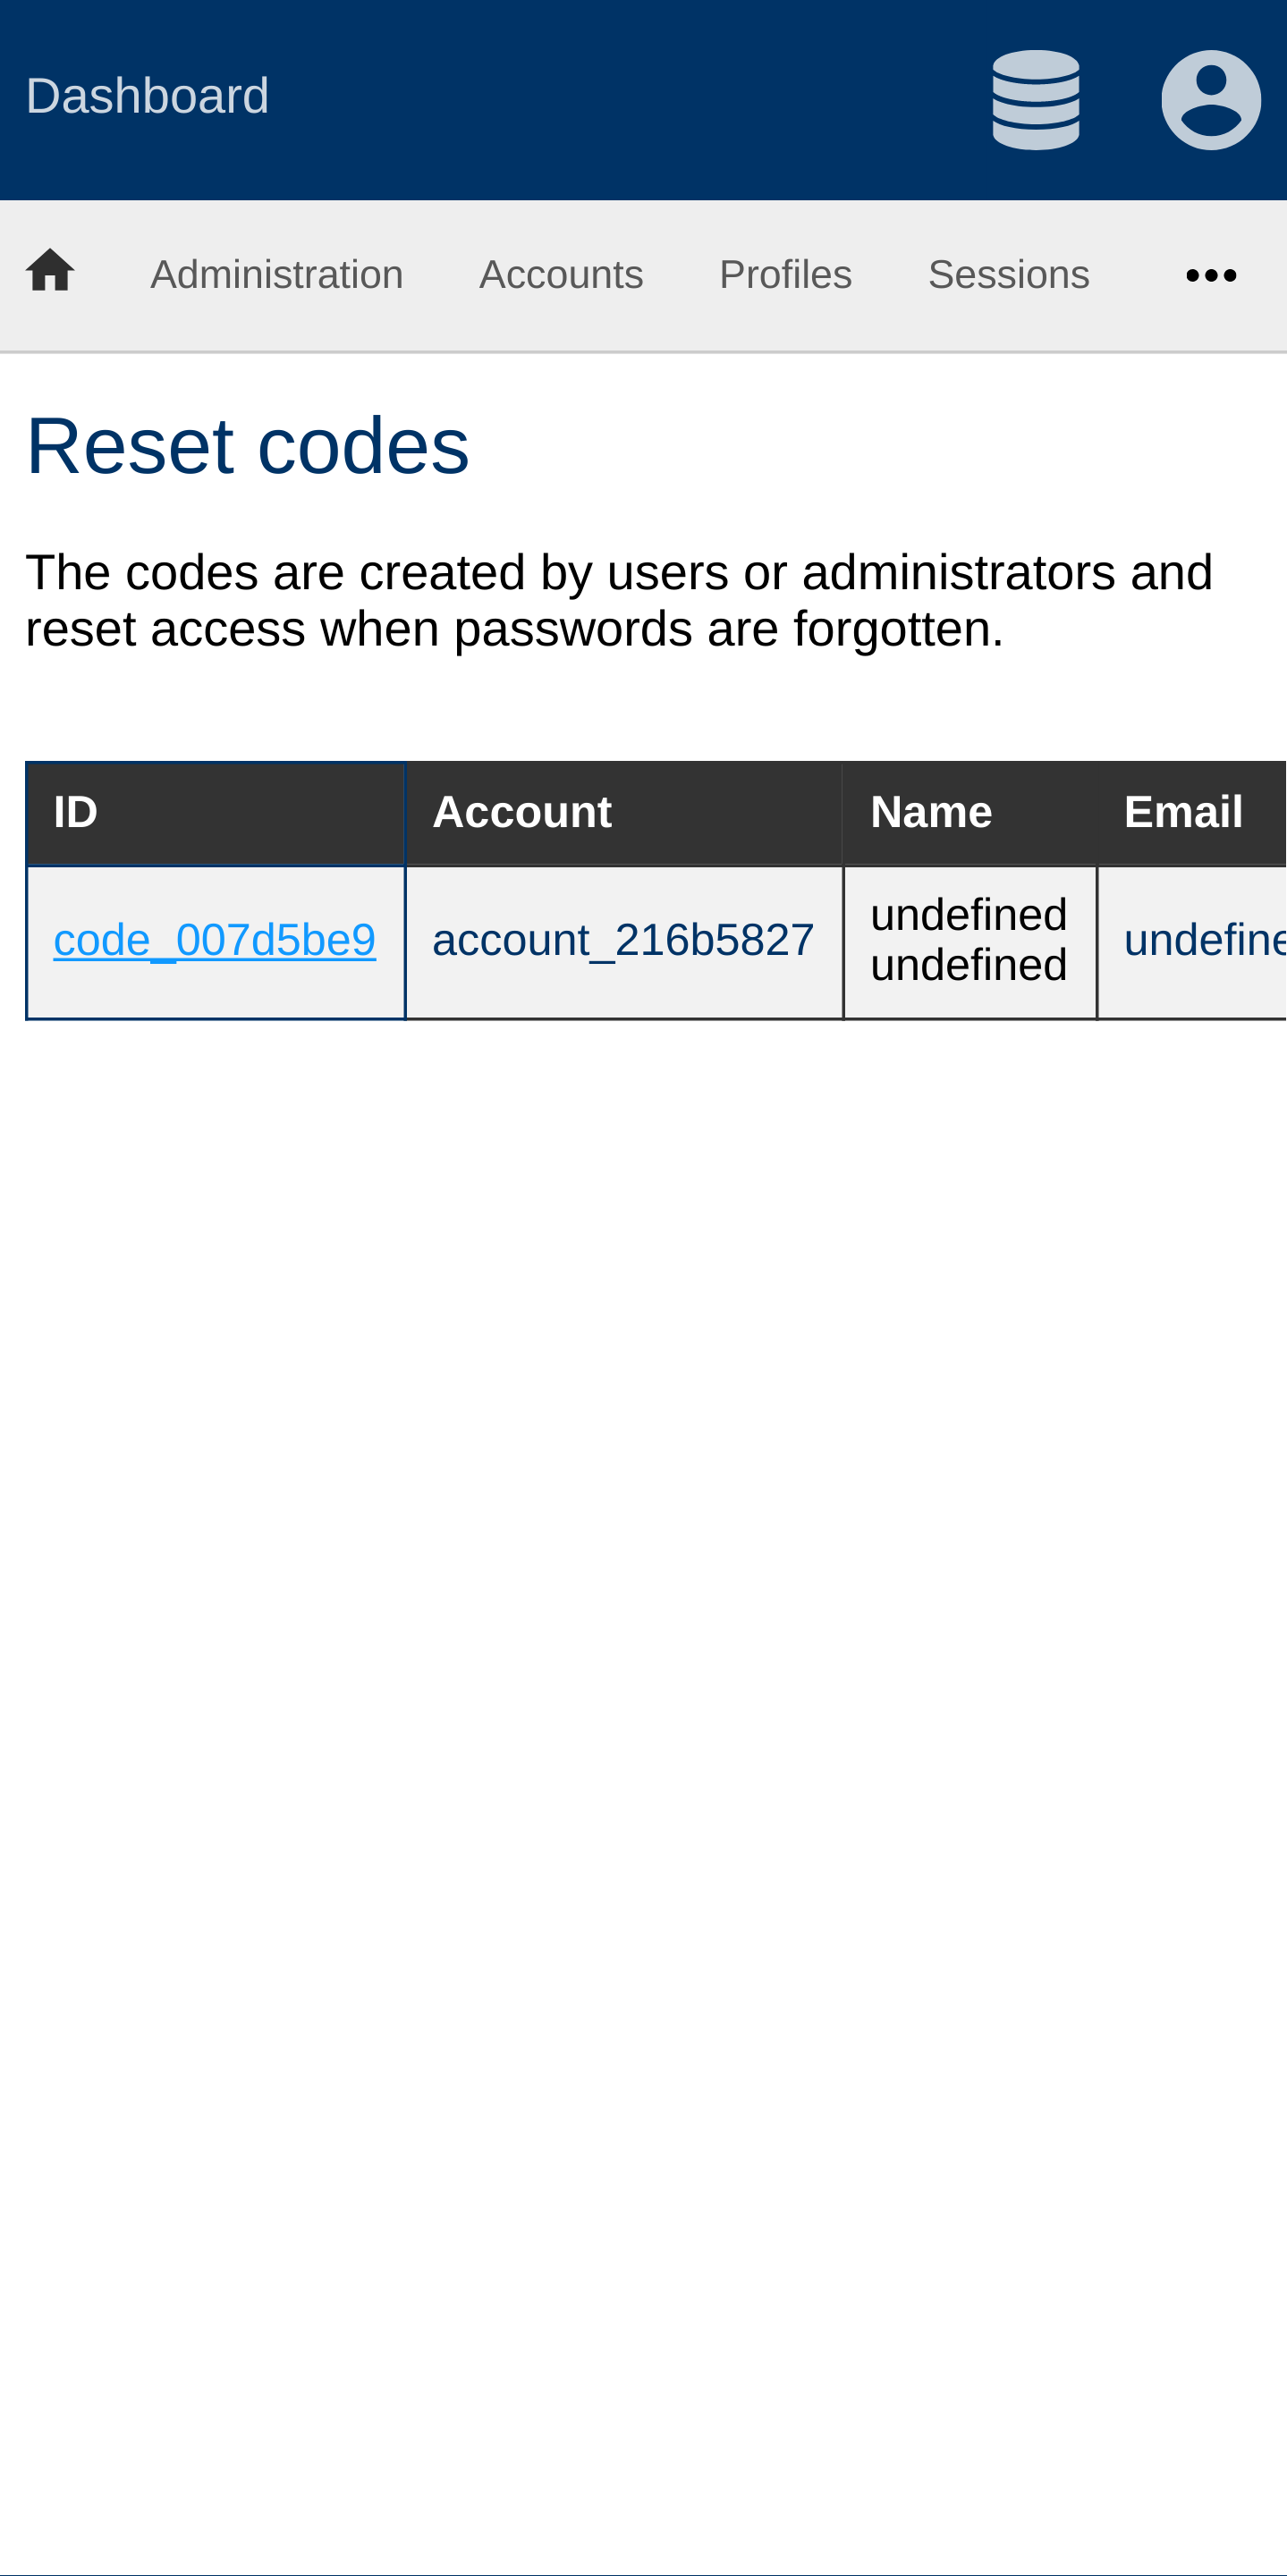 Dashboard
Administration Accounts Profiles Sessions
Reset codes
The codes are created by users or administrators and
reset access when passwords are forgotten.
ID Account Name Email
code_007d5be9 account_216b5827 undefined undefined undefine